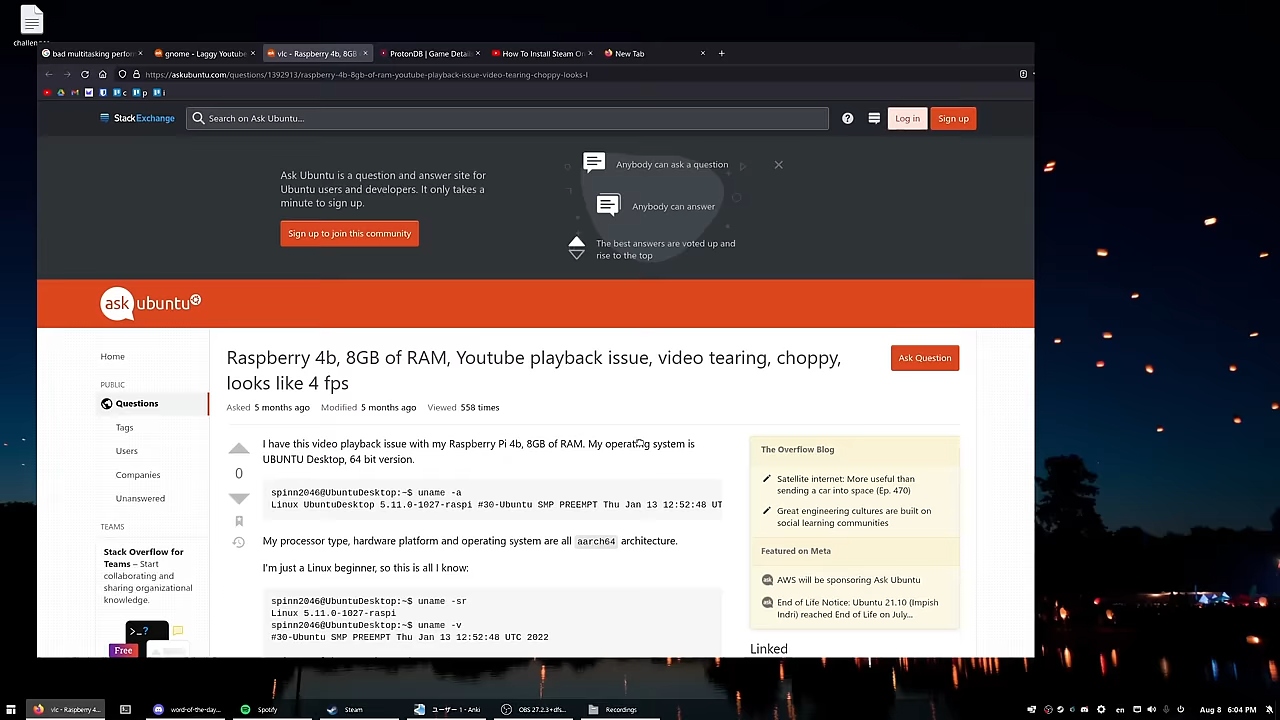 challen
bad multitasking perfor
gnome - Laggy Youtube
vlc - Raspberry 4b, 8GB
ProtonDB | Game Detai
How To Install Steam On
New Tab
https://askubuntu.com/questions/1392913/raspberry-4b-8gb-of-ram-youtube-playback-issue-video-tearing-choppy-looks-l
c
p
i
StackExchange
Search on Ask Ubuntu...
Log in
Sign up
Ask Ubuntu is a question and answer site for
Ubuntu users and developers. It only takes a
minute to sign up.
Sign up to join this community
Anybody can ask a question
Anybody can answer
The best answers are voted up and
rise to the top
ask ubuntu
Home
PUBLIC
Questions
Tags
Users
Companies
Unanswered
TEAMS
Stack Overflow for
Teams – Start
collaborating and
sharing organizational
knowledge.
>_?
Free
Raspberry 4b, 8GB of RAM, Youtube playback issue, video tearing, choppy,
looks like 4 fps
Ask Question
Asked 5 months ago Modified 5 months ago Viewed 558 times
0
I have this video playback issue with my Raspberry Pi 4b, 8GB of RAM. My operating system is
UBUNTU Desktop, 64 bit version.
spinn2046@UbuntuDesktop:~$ uname -a
Linux UbuntuDesktop 5.11.0-1027-raspi #30-Ubuntu SMP PREEMPT Thu Jan 13 12:52:48 UT
My processor type, hardware platform and operating system are all aarch64 architecture.
I'm just a Linux beginner, so this is all I know:
spinn2046@UbuntuDesktop:~$ uname -sr
Linux 5.11.0-1027-raspi
spinn2046@UbuntuDesktop:~$ uname -v
#30-Ubuntu SMP PREEMPT Thu Jan 13 12:52:48 UTC 2022
The Overflow Blog
Satellite internet: More useful than
sending a car into space (Ep. 470)
Great engineering cultures are built on
social learning communities
Featured on Meta
AWS will be sponsoring Ask Ubuntu
End of Life Notice: Ubuntu 21.10 (Impish
Indri) reached End of Life on July...
Linked
vlc - Raspberry 4...
word-of-the-day...
Spotify
Steam
ユーザー 1 - Anki
OBS 27.2.3+dfs...
Recordings
en
Aug 8 6:04 PM